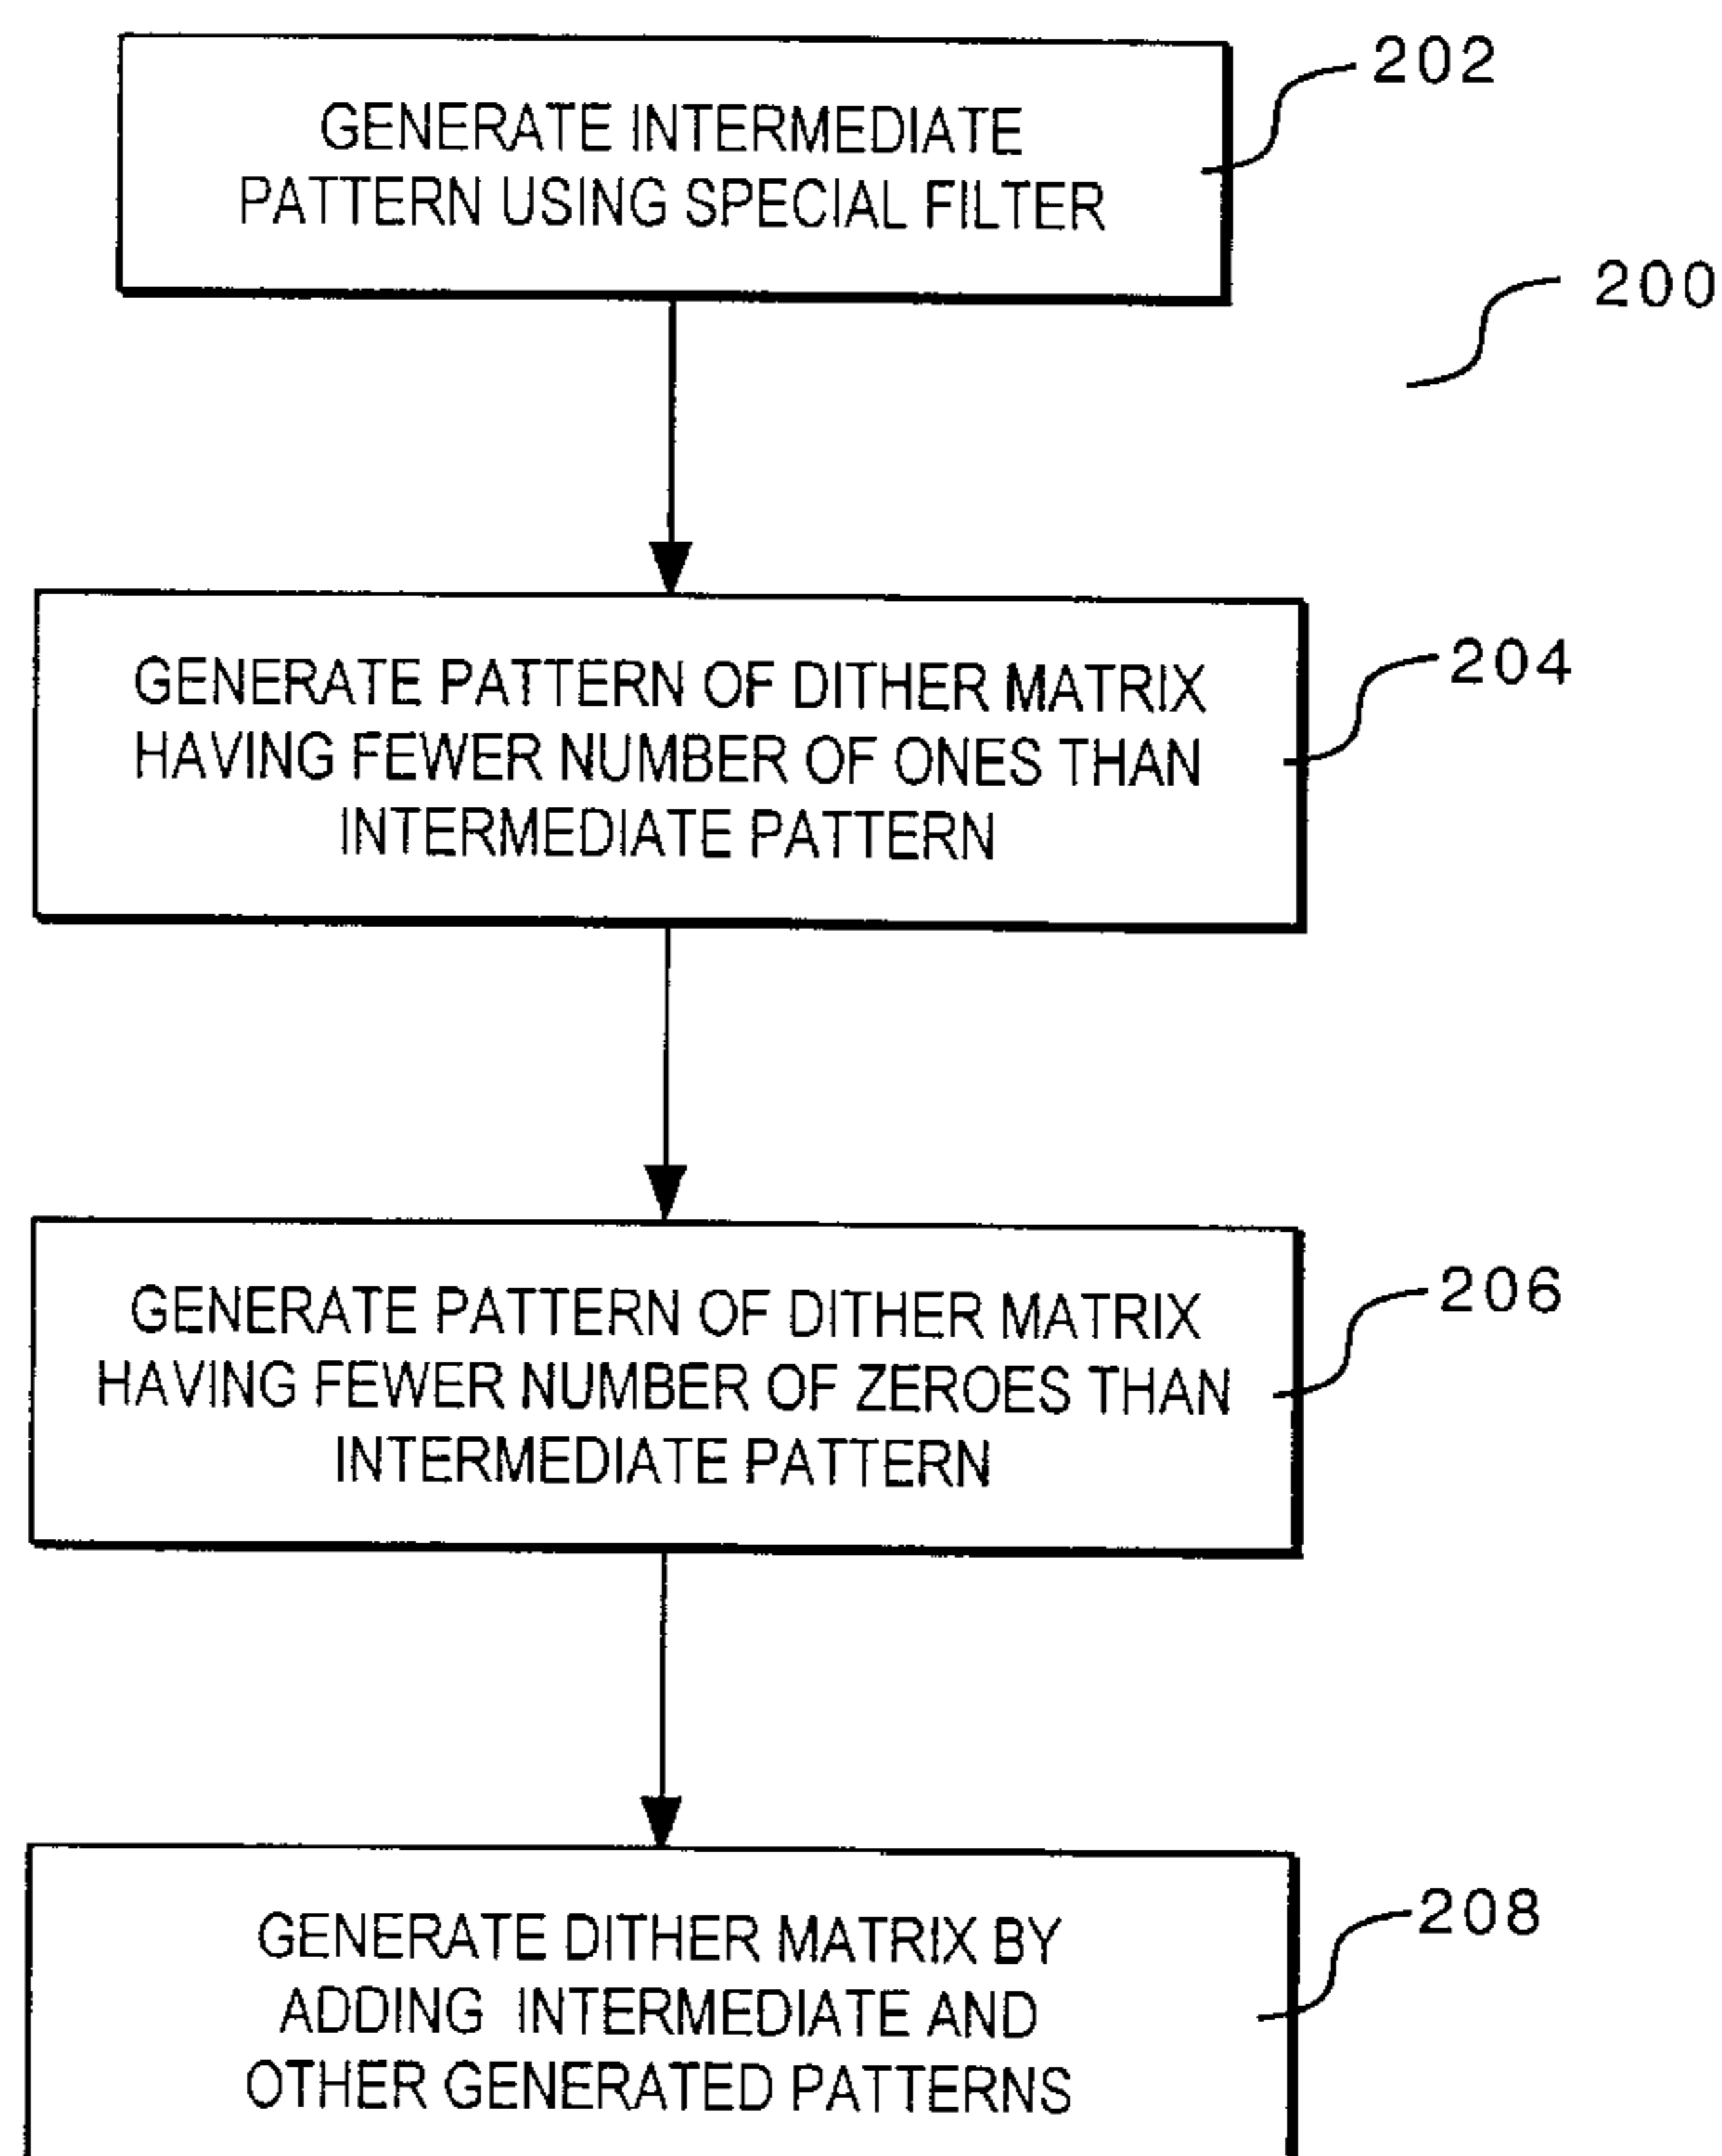 202
GENERATE INTERMEDIATE
PATTERN USING SPECIAL FILTER
200
204
GENERATE PATTERN OF DITHER MATRIX
HAVING FEWER NUMBER OF ONES THAN
INTERMEDIATE PATTERN
206
GENERATE PATTERN OF DITHER MATRIX
HAVING FEWER NUMBER OF ZEROES THAN
INTERMEDIATE PATTERN
208
GENERATE DITHER MATRIX BY
ADDING INTERMEDIATE AND
OTHER GENERATED PATTERNS